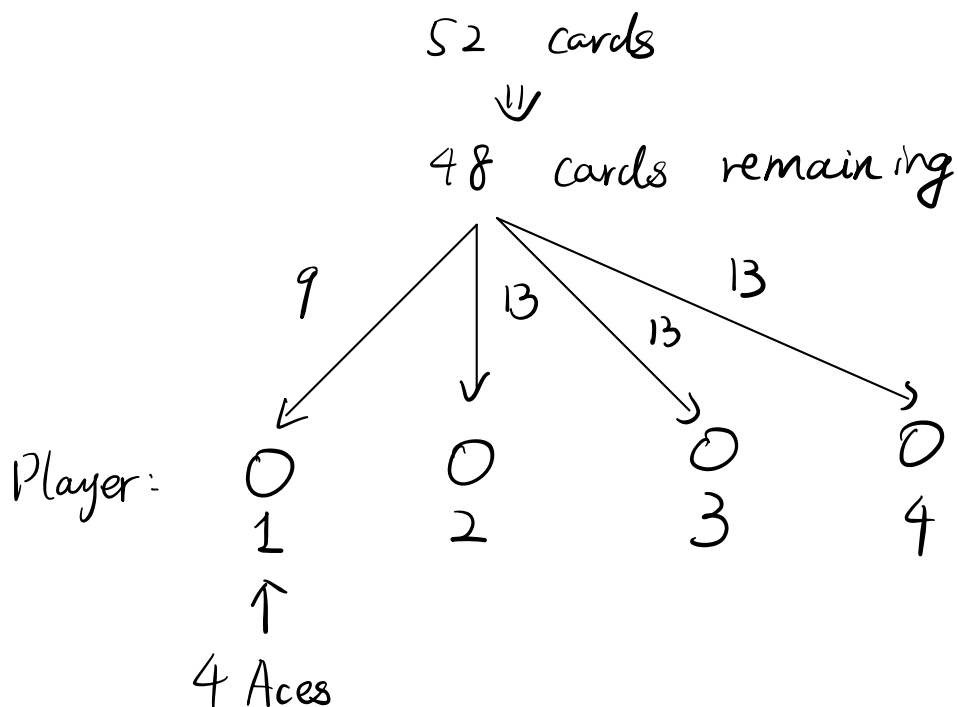 52 cards
48 cards remaining
9 13 13 13
Player: 1 2 3 4
4 Aces